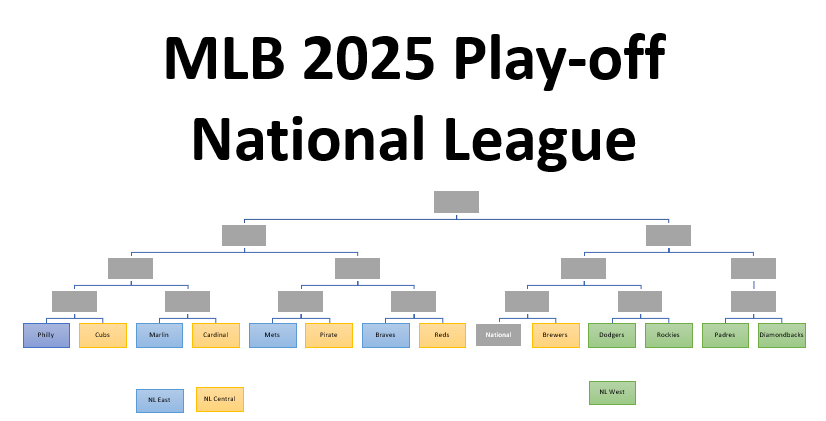 MLB 2025 Play-off
National League
Philly
Cubs
Marlin
Cardinal
Mets
Pirate
Braves
Reds
National
Brewers
Dodgers
Rockies
Padres
Diamondbacks
NL East
NL Central
NL West